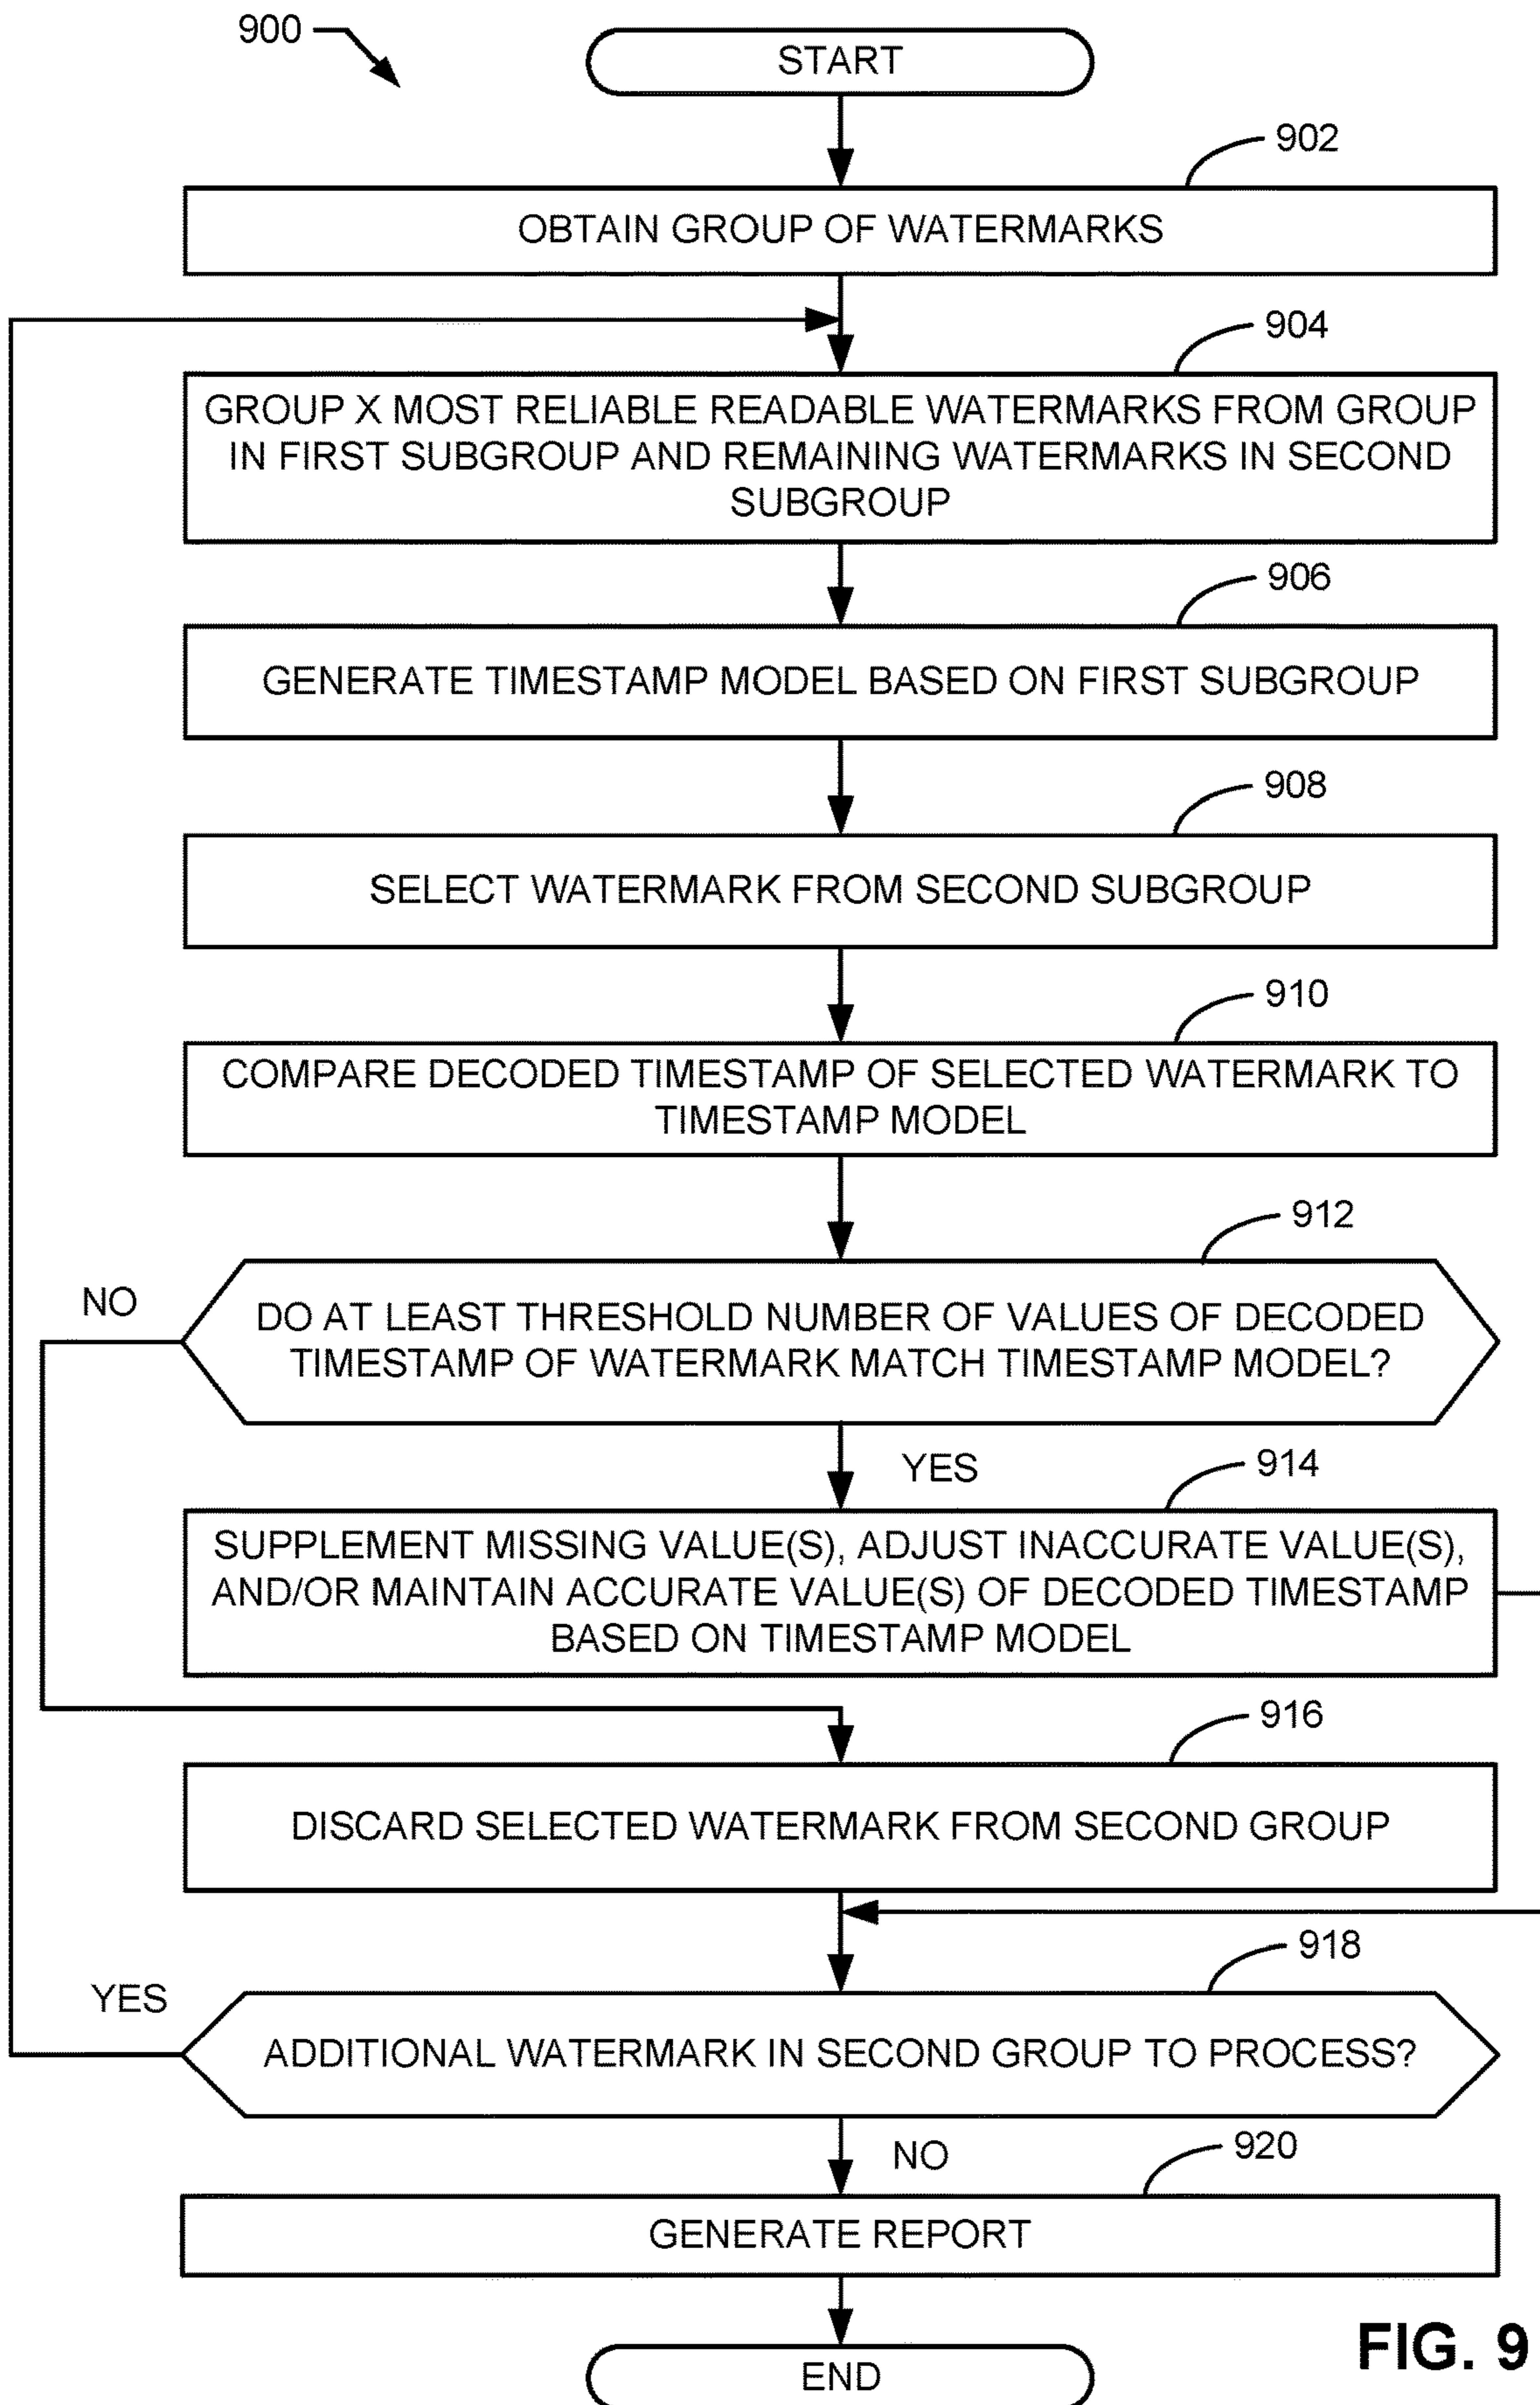 900
START
902
OBTAIN GROUP OF WATERMARKS
904
GROUP X MOST RELIABLE READABLE WATERMARKS FROM GROUP
IN FIRST SUBGROUP AND REMAINING WATERMARKS IN SECOND
SUBGROUP
906
GENERATE TIMESTAMP MODEL BASED ON FIRST SUBGROUP
908
SELECT WATERMARK FROM SECOND SUBGROUP
910
COMPARE DECODED TIMESTAMP OF SELECTED WATERMARK TO
TIMESTAMP MODEL
912
NO
DO AT LEAST THRESHOLD NUMBER OF VALUES OF DECODED
TIMESTAMP OF WATERMARK MATCH TIMESTAMP MODEL?
YES
914
SUPPLEMENT MISSING VALUE(S), ADJUST INACCURATE VALUE(S),
AND/OR MAINTAIN ACCURATE VALUE(S) OF DECODED TIMESTAMP
BASED ON TIMESTAMP MODEL
916
DISCARD SELECTED WATERMARK FROM SECOND GROUP
918
YES
ADDITIONAL WATERMARK IN SECOND GROUP TO PROCESS?
NO
920
GENERATE REPORT
END
FIG. 9